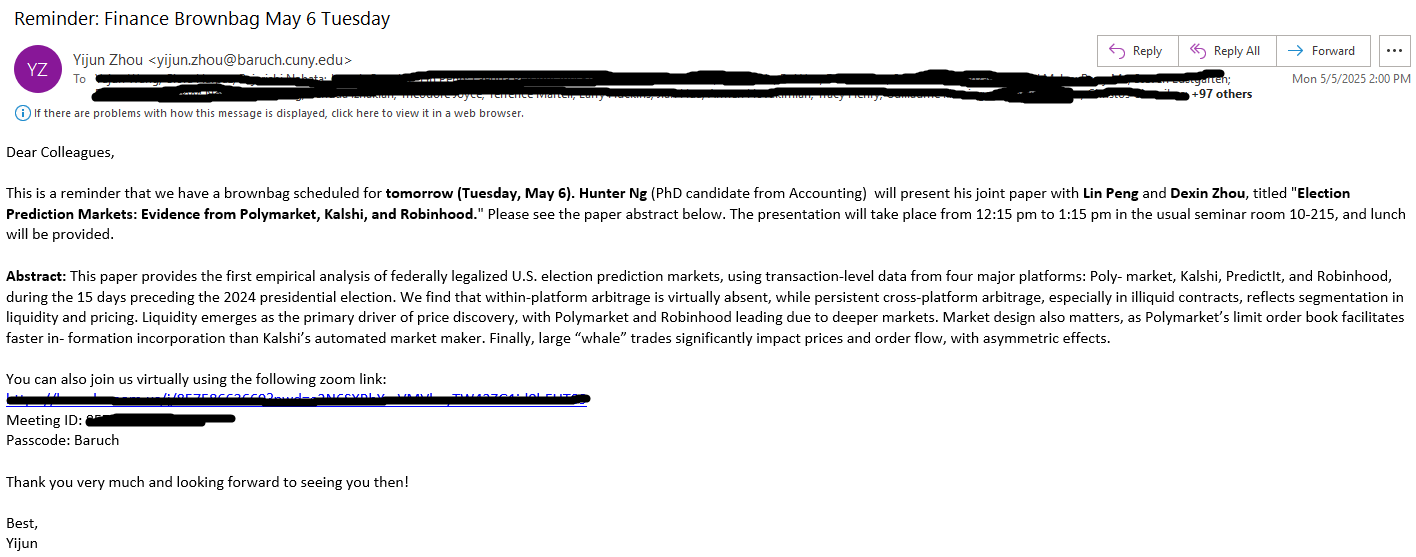 Reminder: Finance Brownbag May 6 Tuesday
YZ
Yijun Zhou <yijun.zhou@baruch.cuny.edu>
Reply
Reply All
Forward
To
Mon 5/5/2025 2:00 PM
+97 others
If there are problems with how this message is displayed, click here to view it in a web browser.
Dear Colleagues,
This is a reminder that we have a brownbag scheduled for tomorrow (Tuesday, May 6). Hunter Ng (PhD candidate from Accounting)  will present his joint paper with Lin Peng and Dexin Zhou, titled "Election
Prediction Markets: Evidence from Polymarket, Kalshi, and Robinhood." Please see the paper abstract below. The presentation will take place from 12:15 pm to 1:15 pm in the usual seminar room 10-215, and lunch
will be provided.
Abstract: This paper provides the first empirical analysis of federally legalized U.S. election prediction markets, using transaction-level data from four major platforms: Poly- market, Kalshi, PredictIt, and Robinhood,
during the 15 days preceding the 2024 presidential election. We find that within-platform arbitrage is virtually absent, while persistent cross-platform arbitrage, especially in illiquid contracts, reflects segmentation in
liquidity and pricing. Liquidity emerges as the primary driver of price discovery, with Polymarket and Robinhood leading due to deeper markets. Market design also matters, as Polymarket’s limit order book facilitates
faster in- formation incorporation than Kalshi’s automated market maker. Finally, large “whale” trades significantly impact prices and order flow, with asymmetric effects.
You can also join us virtually using the following zoom link:
Meeting ID:
Passcode: Baruch
Thank you very much and looking forward to seeing you then!
Best,
Yijun